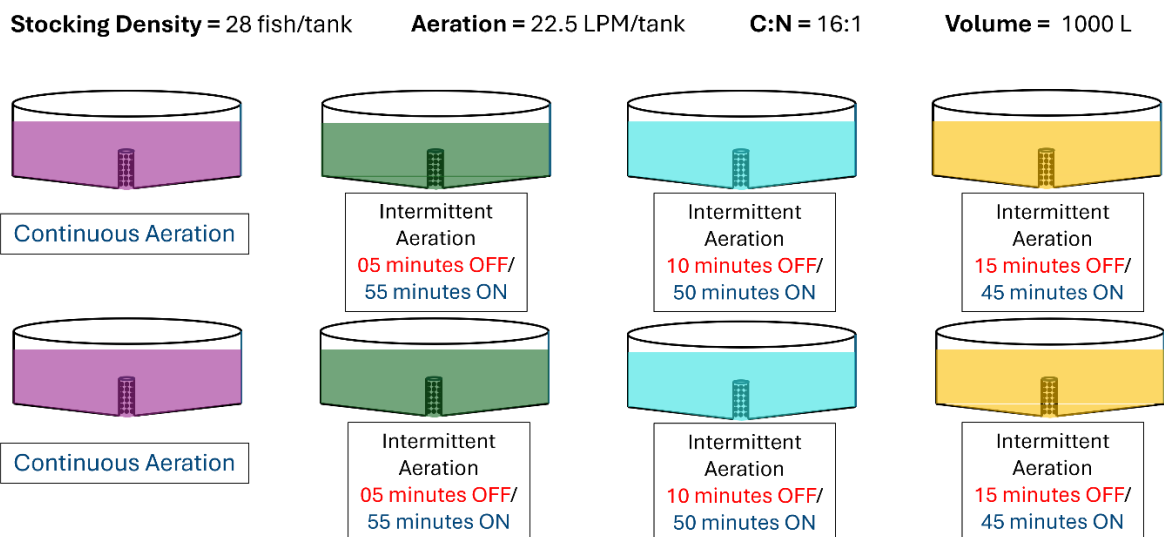 Stocking Density = 28 fish/tank Aeration = 22.5 LPM/tank C:N = 16:1 Volume = 1000 L
Continuous Aeration
Intermittent
Aeration
05 minutes OFF/
55 minutes ON
Intermittent
Aeration
10 minutes OFF/
50 minutes ON
Intermittent
Aeration
15 minutes OFF/
45 minutes ON
Continuous Aeration
Intermittent
Aeration
05 minutes OFF/
55 minutes ON
Intermittent
Aeration
10 minutes OFF/
50 minutes ON
Intermittent
Aeration
15 minutes OFF/
45 minutes ON